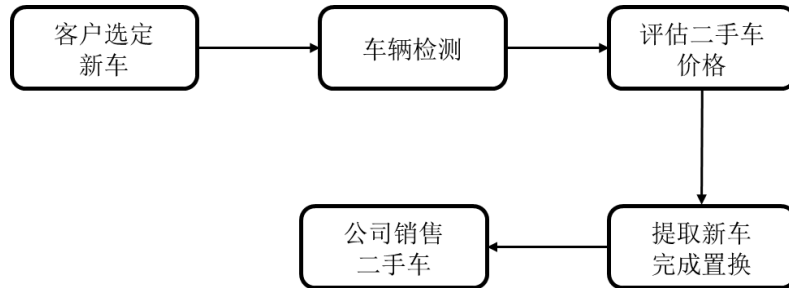 客户选定
新车
车辆检测
评估二手车
价格
提取新车
完成置换
公司销售
二手车